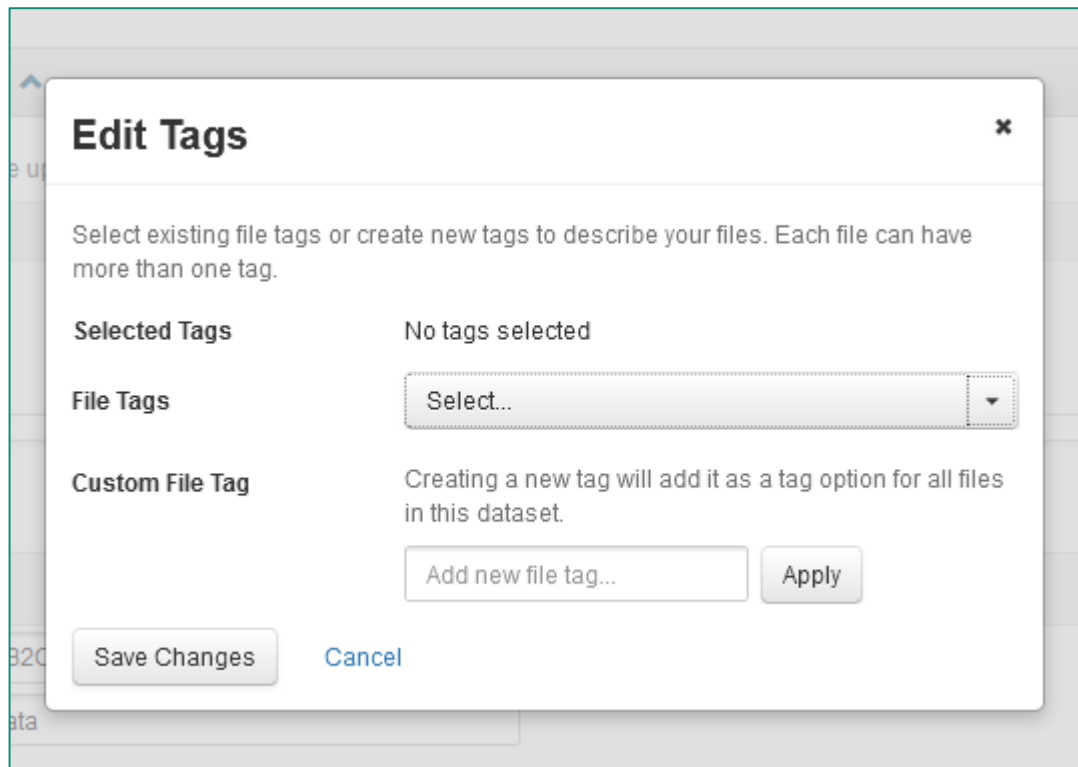 Edit Tags
e up
Select existing file tags or create new tags to describe your files. Each file can have
more than one tag.
Selected Tags No tags selected
File Tags Select...
Custom File Tag Creating a new tag will add it as a tag option for all files
in this dataset.
Add new file tag... Apply
Save Changes Cancel
ata